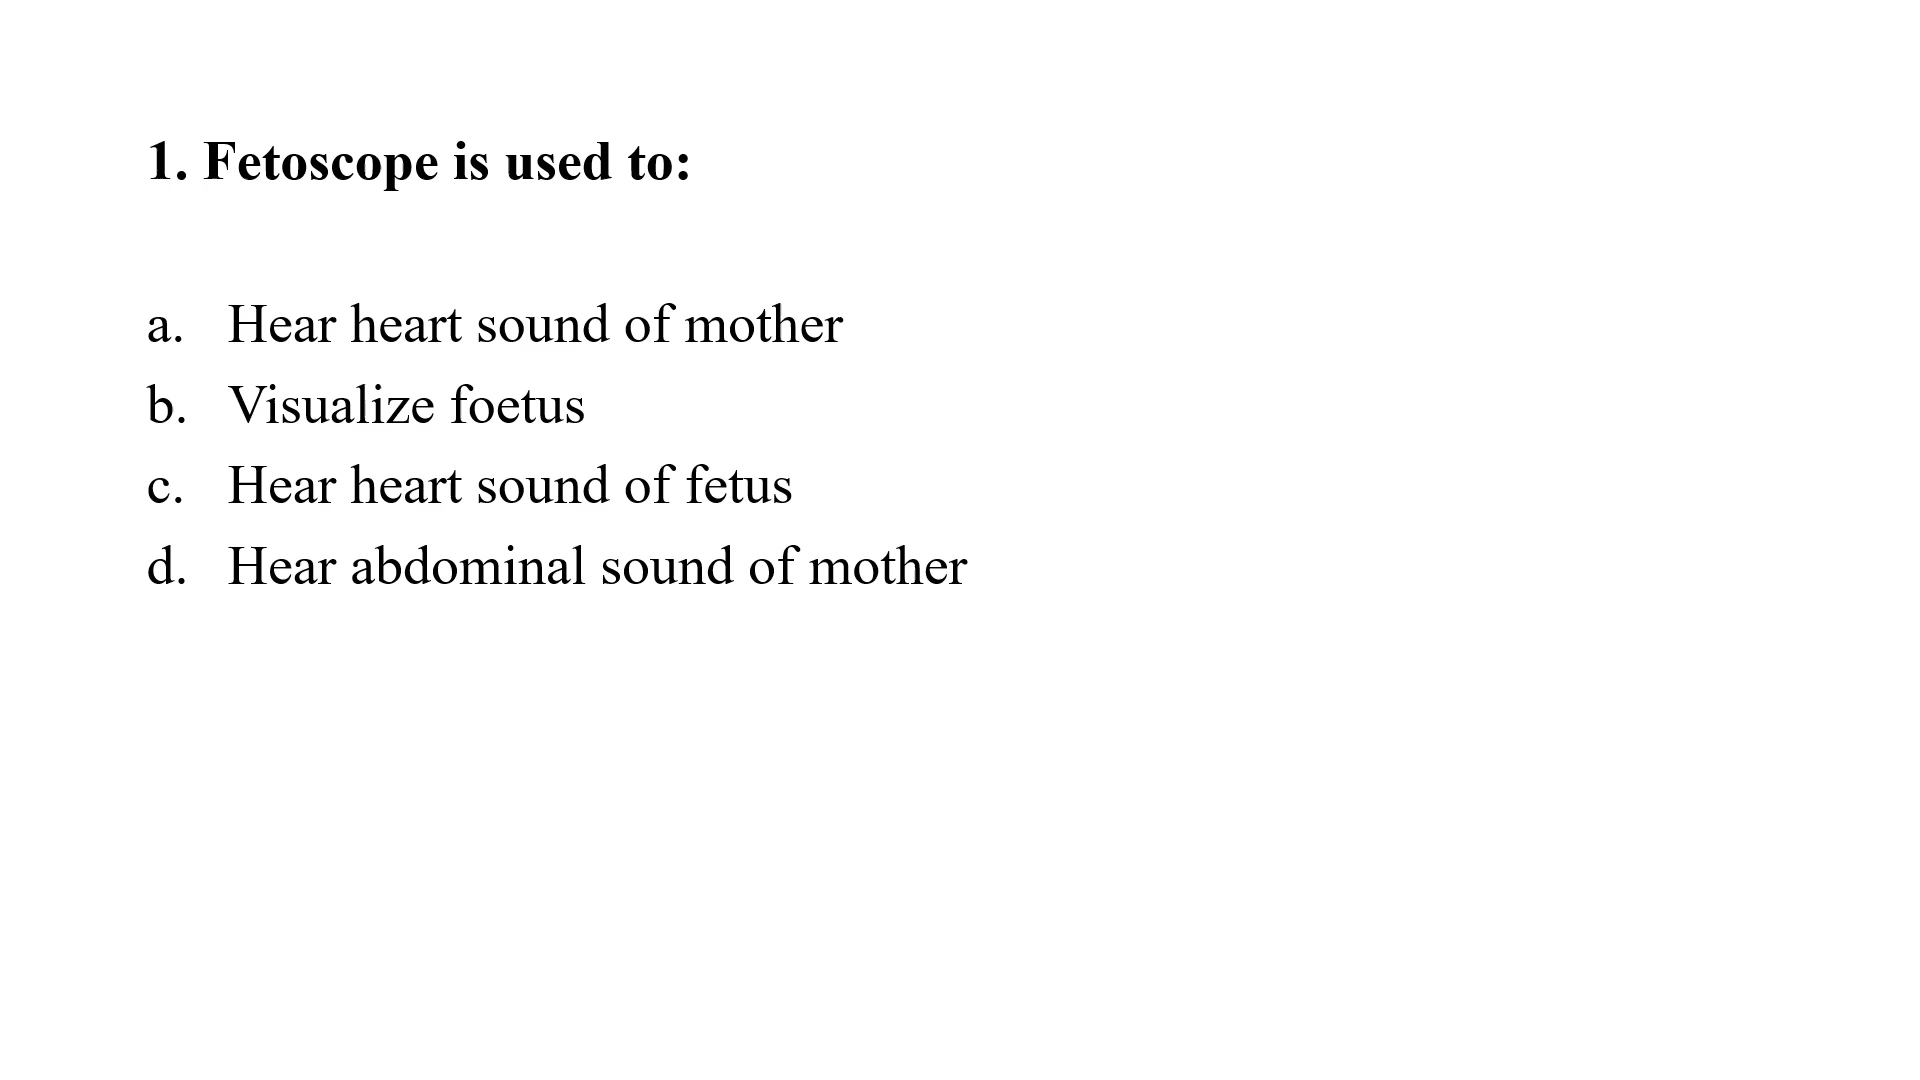 1. Fetoscope is used to:
a. Hear heart sound of mother
b. Visualize foetus
c. Hear heart sound of fetus
d. Hear abdominal sound of mother